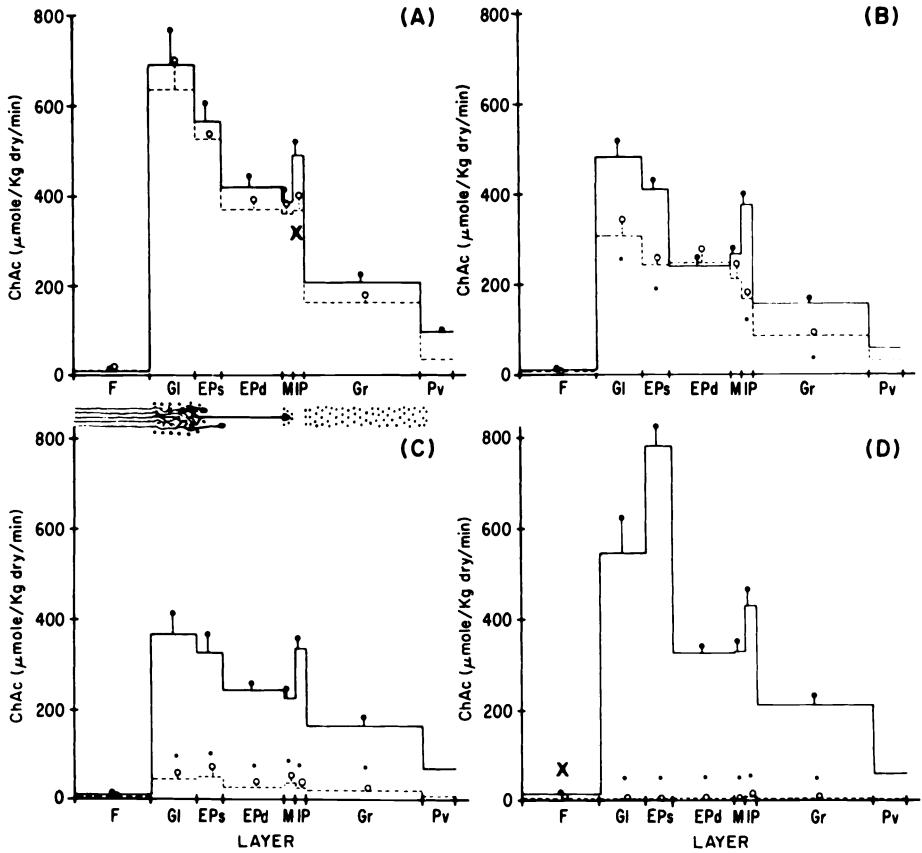 (A)
ChAc (μmole/Kg dry/min)
800
600
400
200
0
X
F Gl EPs EPd M IP Gr Pv
(B)
ChAc (μmole/Kg dry/min)
800
600
400
200
0
F Gl EPs EPd M IP Gr Pv
(C)
ChAc (μmole/Kg dry/min)
800
600
400
200
0
F Gl EPs EPd M IP Gr Pv
LAYER
(D)
ChAc (μmole/Kg dry/min)
800
600
400
200
0
X
F Gl EPs EPd M IP Gr Pv
LAYER